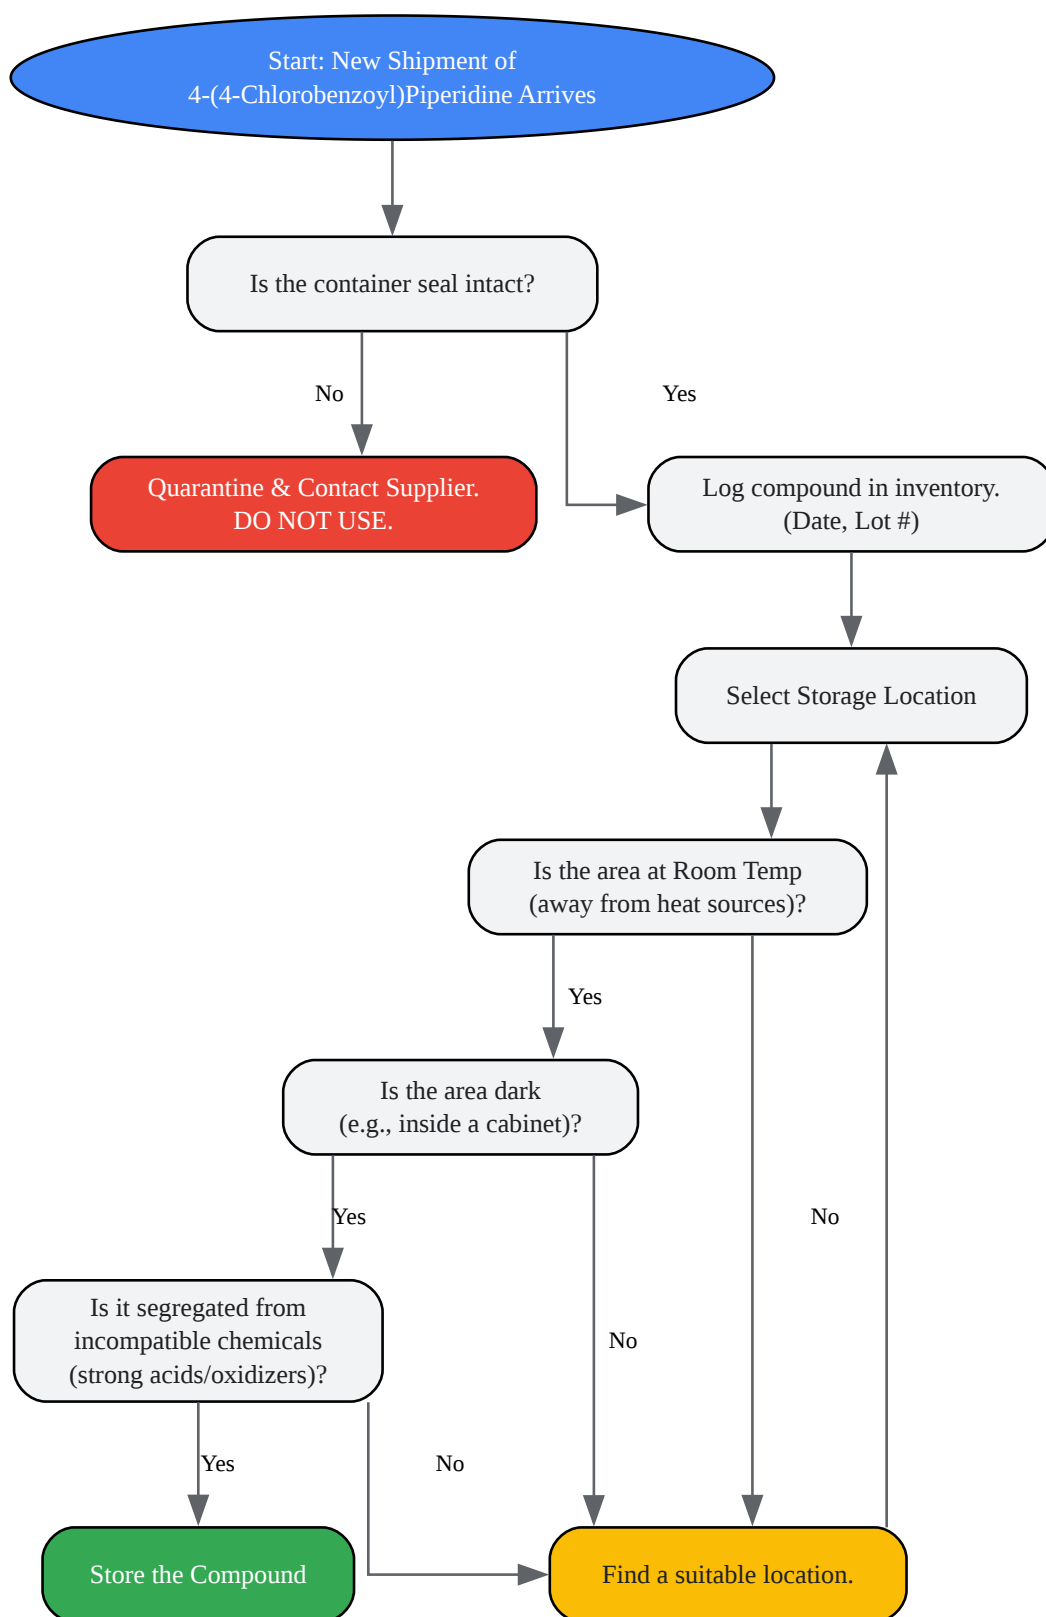 Start: New Shipment of
4-(4-Chlorobenzoyl)Piperidine Arrives
Is the container seal intact?
No
Yes
Quarantine & Contact Supplier.
DO NOT USE.
Log compound in inventory.
(Date, Lot #)
Select Storage Location
Is the area at Room Temp
(away from heat sources)?
Yes
Is the area dark
(e.g., inside a cabinet)?
Yes
No
Is it segregated from
incompatible chemicals
(strong acids/oxidizers)?
No
Yes
No
Store the Compound
Find a suitable location.